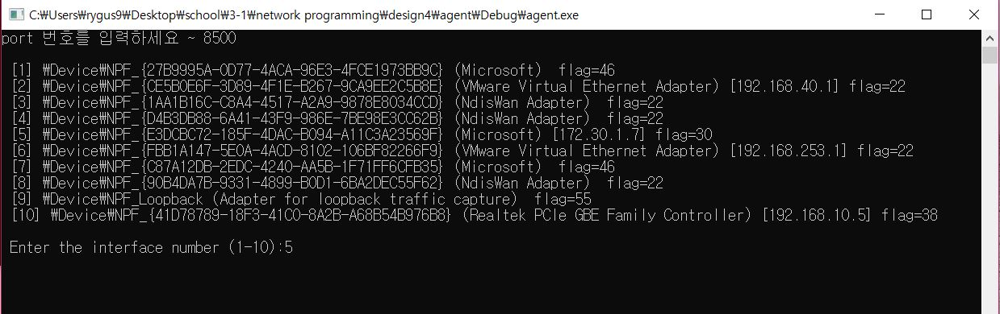 C:₩Users₩rygus9₩Desktop₩school₩3-1₩network programming₩design4₩agent₩Debug₩agent.exe
port 번호를 입력하세요 ~ 8500
[1] ₩Device₩NPF_{27B9995A-0D77-4ACA-96E3-4FCE1973BB9C} (Microsoft)  flag=46
[2] ₩Device₩NPF_{CE5B0E6F-3D89-4F1E-B267-9CA9EE2C5B8E} (VMware Virtual Ethernet Adapter) [192.168.40.1] flag=22
[3] ₩Device₩NPF_{1AA1B16C-C8A4-4517-A2A9-9878E8034CCD} (NdisWan Adapter)  flag=22
[4] ₩Device₩NPF_{D4B3DB88-6A41-43F9-986E-7BE98E3CC62B} (NdisWan Adapter)  flag=22
[5] ₩Device₩NPF_{E3DCBC72-185F-4DAC-B094-A11C3A23569F} (Microsoft) [172.30.1.7] flag=30
[6] ₩Device₩NPF_{FBB1A147-5E0A-4ACD-8102-106BF82266F9} (VMware Virtual Ethernet Adapter) [192.168.253.1] flag=22
[7] ₩Device₩NPF_{C87A12DB-2EDC-4240-AA5B-1F71FF6CFB35} (Microsoft)  flag=46
[8] ₩Device₩NPF_{90B4DA7B-9331-4899-B0D1-6BA2DEC55F62} (NdisWan Adapter)  flag=22
[9] ₩Device₩NPF_Loopback (Adapter for loopback traffic capture)  flag=55
[10] ₩Device₩NPF_{41D78789-18F3-41C0-8A2B-A68B54B976B8} (Realtek PCIe GBE Family Controller) [192.168.10.5] flag=38
Enter the interface number (1-10):5